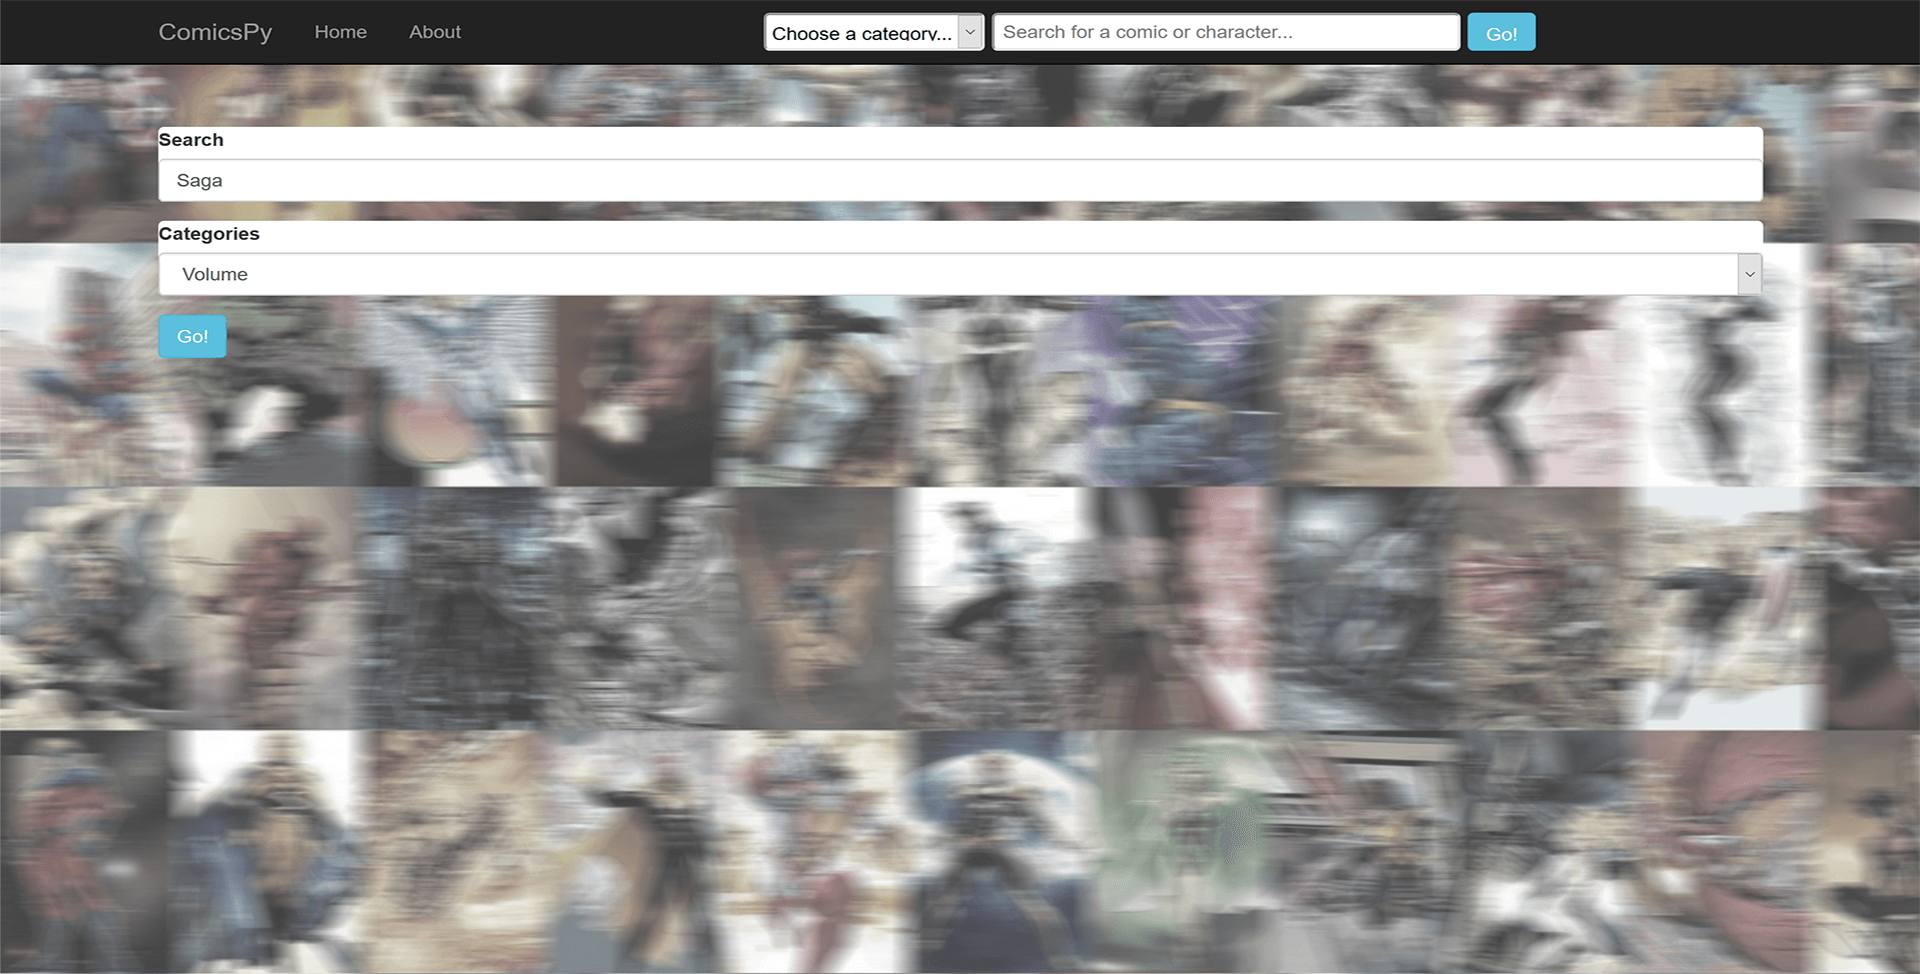 ComicsPy Home About Choose a category... Search for a comic or character... Go!
Search
Saga
Categories
Volume
Go!